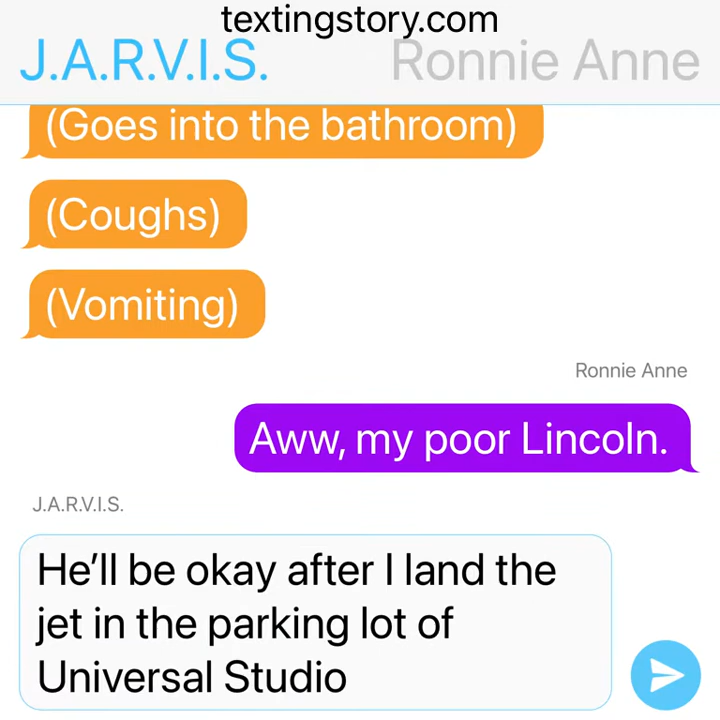 textingstory.com
J.A.R.V.I.S. Ronnie Anne
(Goes into the bathroom)
(Coughs)
(Vomiting)
Ronnie Anne
Aww, my poor Lincoln.
J.A.R.V.I.S.
He’ll be okay after I land the
jet in the parking lot of
Universal Studio